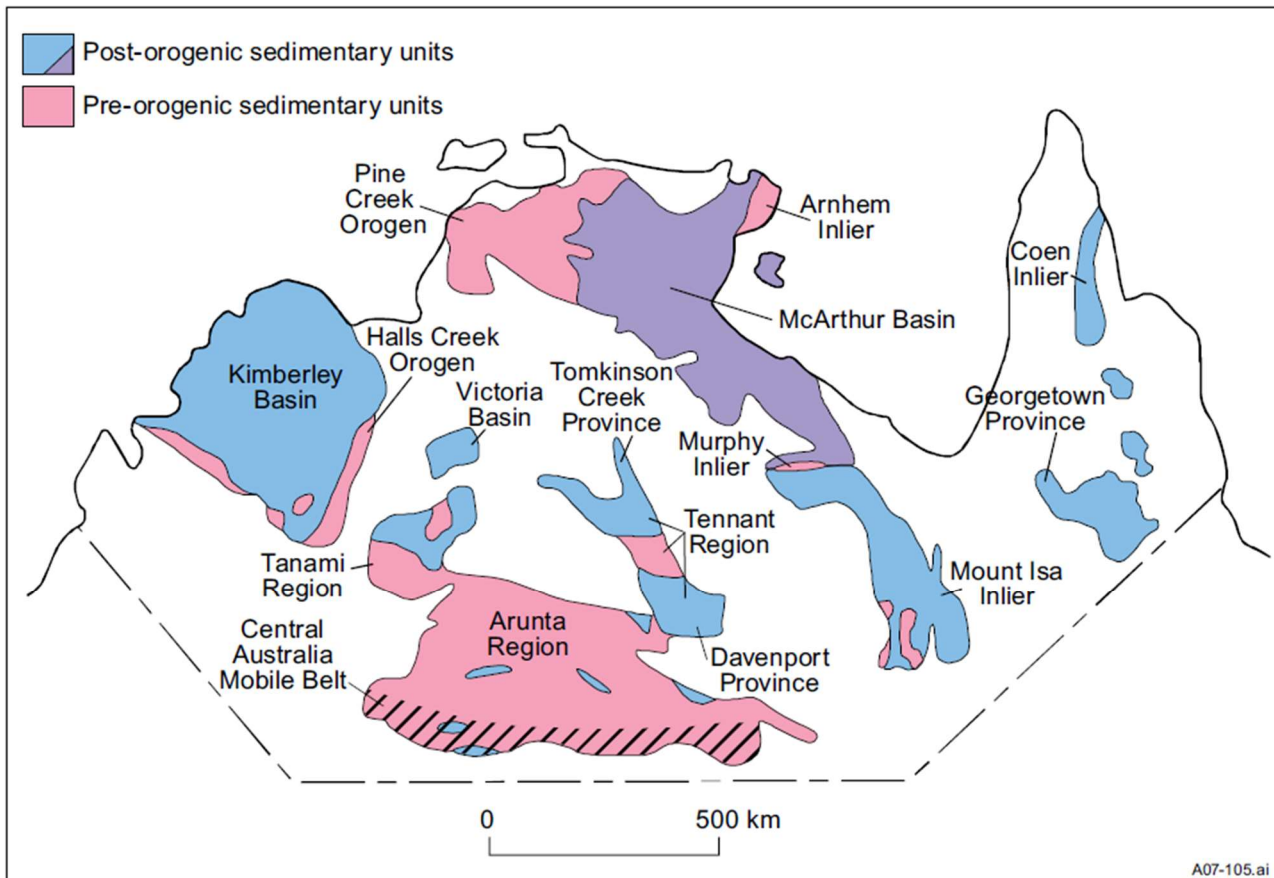 Post-orogenic sedimentary units
Pre-orogenic sedimentary units
Pine
Creek
Orogen
Arnhem
Inlier
Coen
Inlier
McArthur Basin
Halls Creek
Orogen
Kimberley
Basin
Victoria
Basin
Tomkinson
Creek
Province
Georgetown
Province
Murphy
Inlier
Tennant
Region
Tanami
Region
Mount Isa
Inlier
Arunta
Region
Central
Australia
Mobile Belt
Davenport
Province
0
500 km
A07-105.ai